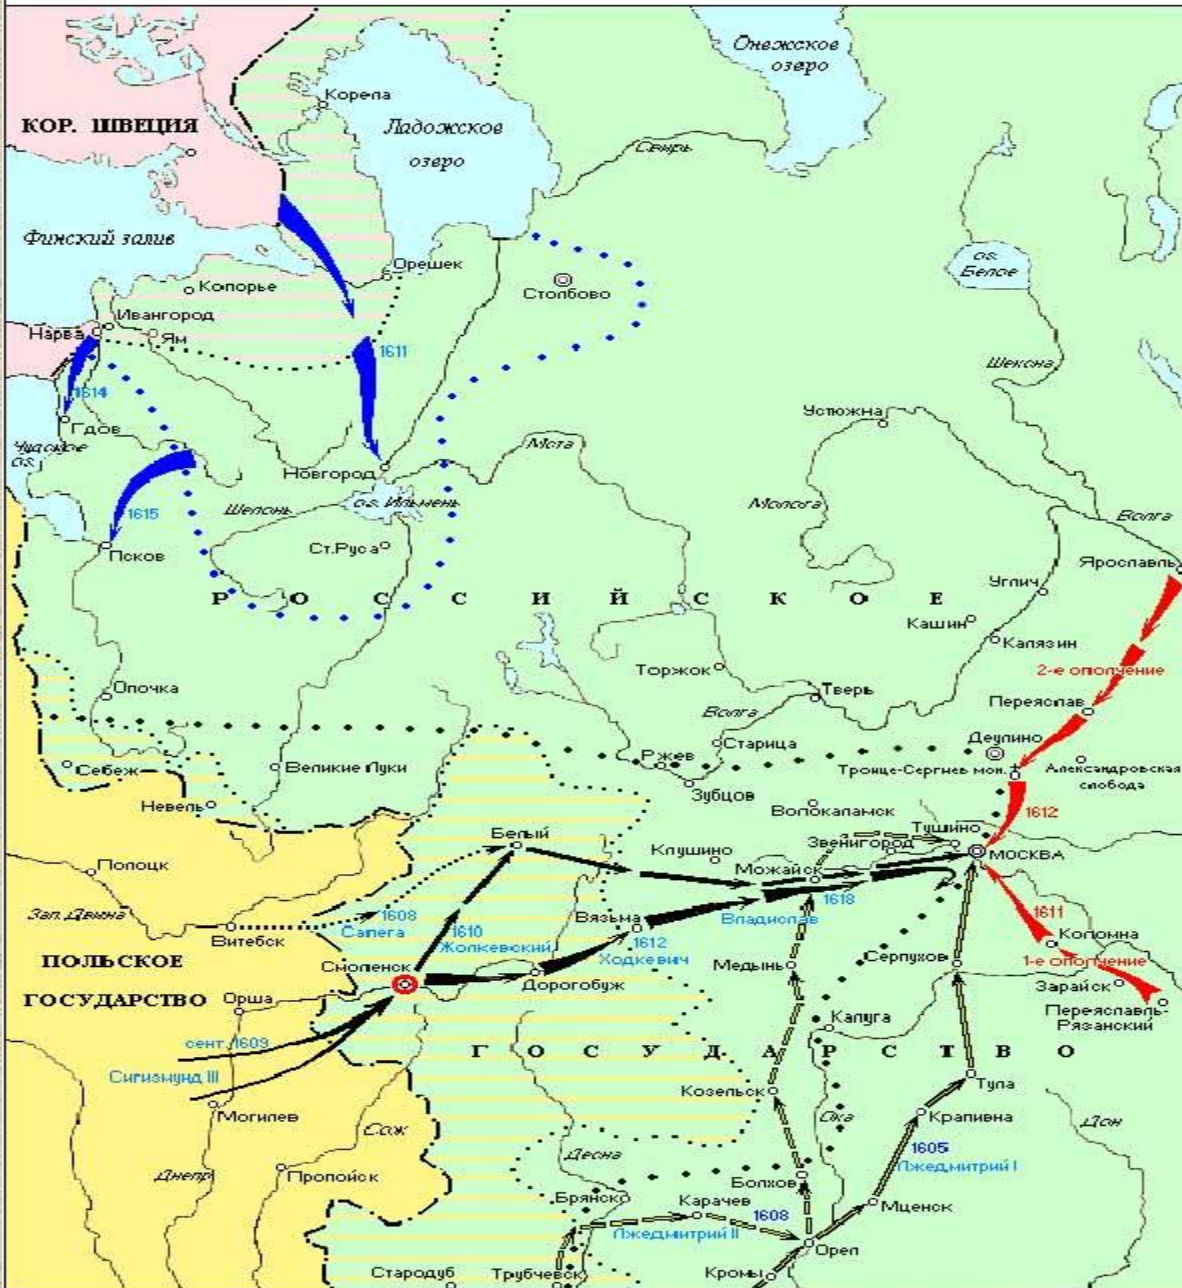 Онежское
озеро
Корела
КОР. ШВЕЦИЯ
Ладожское
озеро
Свирь
Финский залив
Орешек
оз.
Белое
Копорье
Столбово
Ивангород
Нарва
Ям
1611
Шексна
1614
Гдов
Устюжна
Чудское
оз.
Мста
Новгород
оз. Ильмень
Молога
1615
Шелонь
Волга
Псков
Ст.Руса
Ярославль
Углич
Р О С С И Й С К О Е
Кашин
Калязин
Торжок
2-е ополчение
Опочка
Тверь
Переяслав
Волга
Старица
Деулино
Ржев
Себеж
Великие Луки
Троице-Сергиев мон.
Александровская
слобода
Невель
Зубцов
Волокаламск
1612
Белый
Тушино
Звенигород
Клушино
МОСКВА
Полоцк
Можайск
1618
Зап. Двина
1608
Сапега
Вязьма
Владислав
1611
Витебск
1610
Жолкевский
1612
Ходкевич
Коломна
ПОЛЬСКОЕ
Смоленск
Медынь
Серпухов
1-е ополчение
ГОСУДАРСТВО
Орша
Дорогобуж
Зарайск
Переяславль-
Рязанский
Калуга
сент. 1609
Г О С У Д А Р С Т В О
Сигизмунд III
Тула
Козельск
Могилев
Ока
Крапивна
Дон
Сож
1605
Лжедмитрий I
Днепр
Пропойск
Десна
Болхов
Брянск
Карачев
1608
Мценск
Лжедмитрий II
Орел
Стародуб
Трубчевск
Кромы